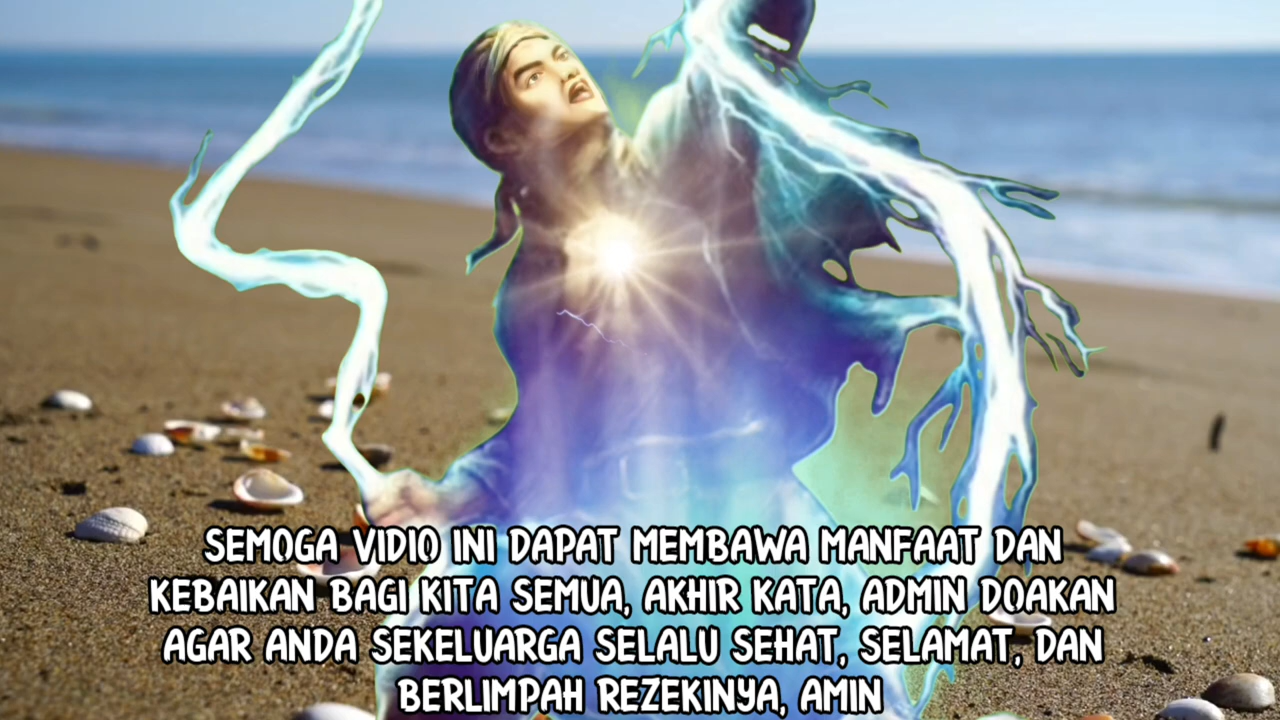 SEMOGA VIDIO INI DAPAT MEMBAWA MANFAAT DAN
KEBAIKAN BAGI KITA SEMUA, AKHIR KATA, ADMIN DOAKAN
AGAR ANDA SEKELUARGA SELALU SEHAT, SELAMAT, DAN
BERLIMPAH REZEKINYA, AMIN